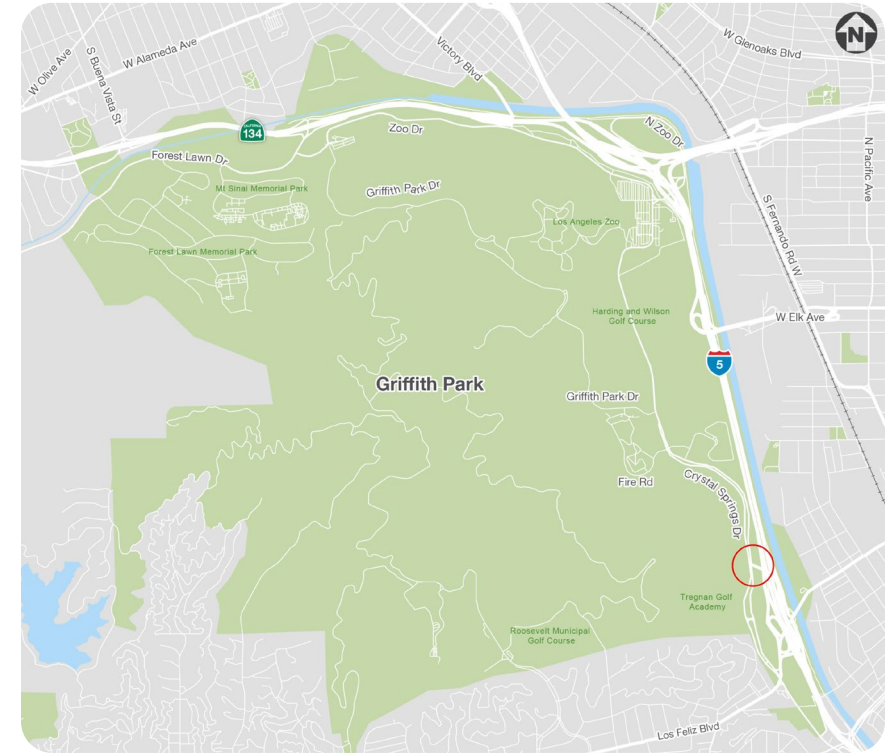 N
W Olive Ave
S Buena Vista St
W Alameda Ave
Victory Blvd
W Glenoaks Blvd
CALIFORNIA
134
Zoo Dr
N Zoo Dr
Forest Lawn Dr
N Pacific Ave
Mt Sinai Memorial Park
Griffith Park Dr
Los Angeles Zoo
S Fernando Rd W
Forest Lawn Memorial Park
Harding and Wilson
Golf Course
W Elk Ave
5
Griffith Park
Griffith Park Dr
Fire Rd
Crystal Springs Dr
Tregnan Golf
Academy
Roosevelt Municipal
Golf Course
Los Feliz Blvd